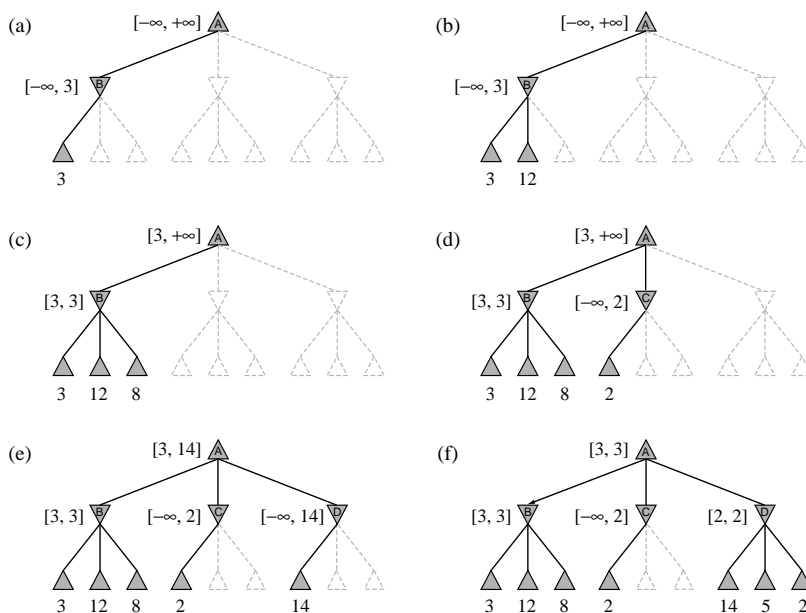 (a) [−∞, +∞] A (b) [−∞, +∞] A
[−∞, 3] B [−∞, 3] B
3 3 12
(c) [3, +∞] A (d) [3, +∞] A
[3, 3] B [3, 3] B [−∞, 2] C
3 12 8 3 12 8 2
(e) [3, 14] A (f) [3, 3] A
[3, 3] B [−∞, 2] C [−∞, 14] D [3, 3] B [−∞, 2] C [2, 2] D
3 12 8 2 14 3 12 8 2 14 5 2